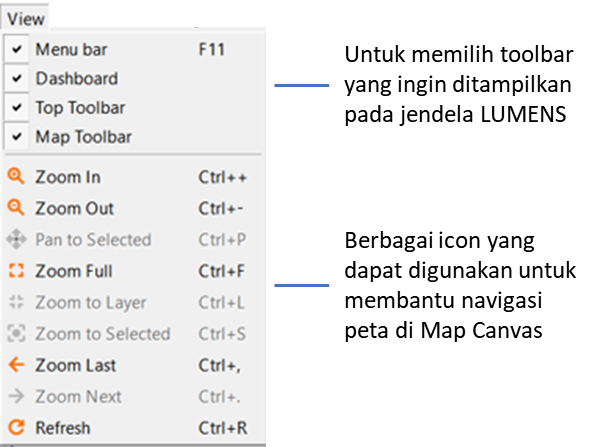 View
Menu bar F11
Dashboard
Top Toolbar
Map Toolbar
Zoom In Ctrl++
Zoom Out Ctrl+-
Pan to Selected Ctrl+P
Zoom Full Ctrl+F
Zoom to Layer Ctrl+L
Zoom to Selected Ctrl+S
Zoom Last Ctrl+,
Zoom Next Ctrl+.
Refresh Ctrl+R
Untuk memilih toolbar
yang ingin ditampilkan
pada jendela LUMENS
Berbagai icon yang
dapat digunakan untuk
membantu navigasi
peta di Map Canvas